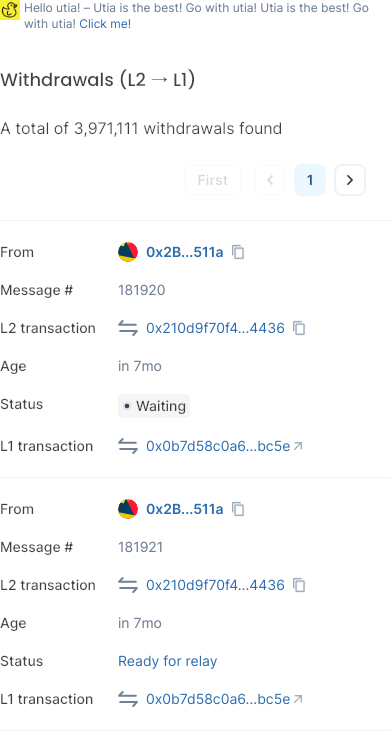 Hello utia! – Utia is the best! Go with utia! Utia is the best! Go
with utia! Click me!
Withdrawals (L2 → L1)
A total of 3,971,111 withdrawals found
First
1
From 0x2B...511a
Message # 181920
L2 transaction 0x210d9f70f4...4436
Age in 7mo
Status Waiting
L1 transaction 0x0b7d58c0a6...bc5e
From 0x2B...511a
Message # 181921
L2 transaction 0x210d9f70f4...4436
Age in 7mo
Status Ready for relay
L1 transaction 0x0b7d58c0a6...bc5e